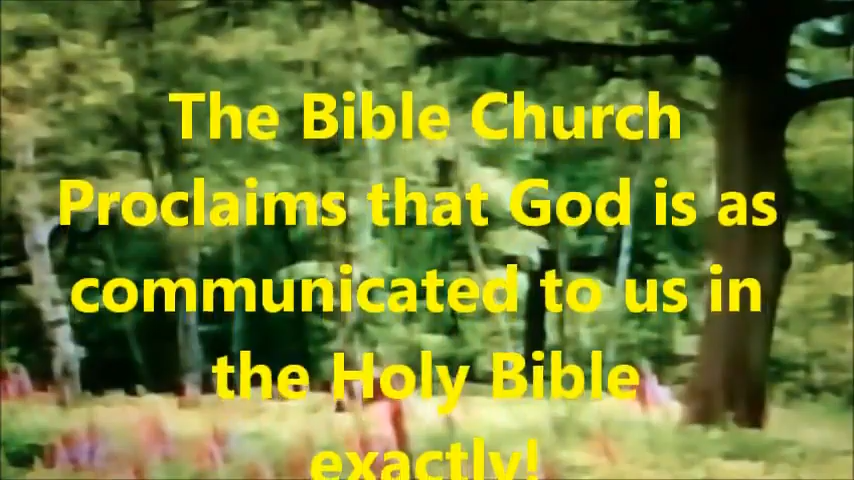 The Bible Church
Proclaims that God is as
communicated to us in
the Holy Bible
exactly!